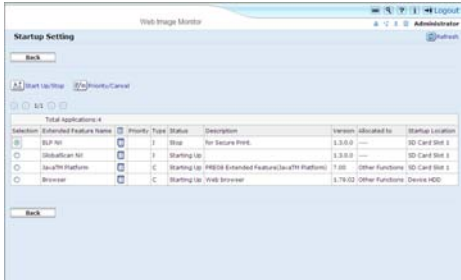 Logout
Web Image Monitor
Administrator
Startup Setting
Refresh
Back
Start Up/Stop Priority/Cancel
1/1
Total Applications:4
Selection Extended Feature Name Priority Type Status Description Version Allocated to Startup Location
J Stop for Secure Print. 1.3.0.0 ---- SD Card Slot 1
GlobalScan NX J Starting Up 1.3.0.0 ---- SD Card Slot 1
JavaTM Platform C Starting Up Extended Feature(JavaTM Platform) 7.00 Other Functions SD Card Slot 1
Browser C Starting Up Web browser Other Functions Device HDD
Back